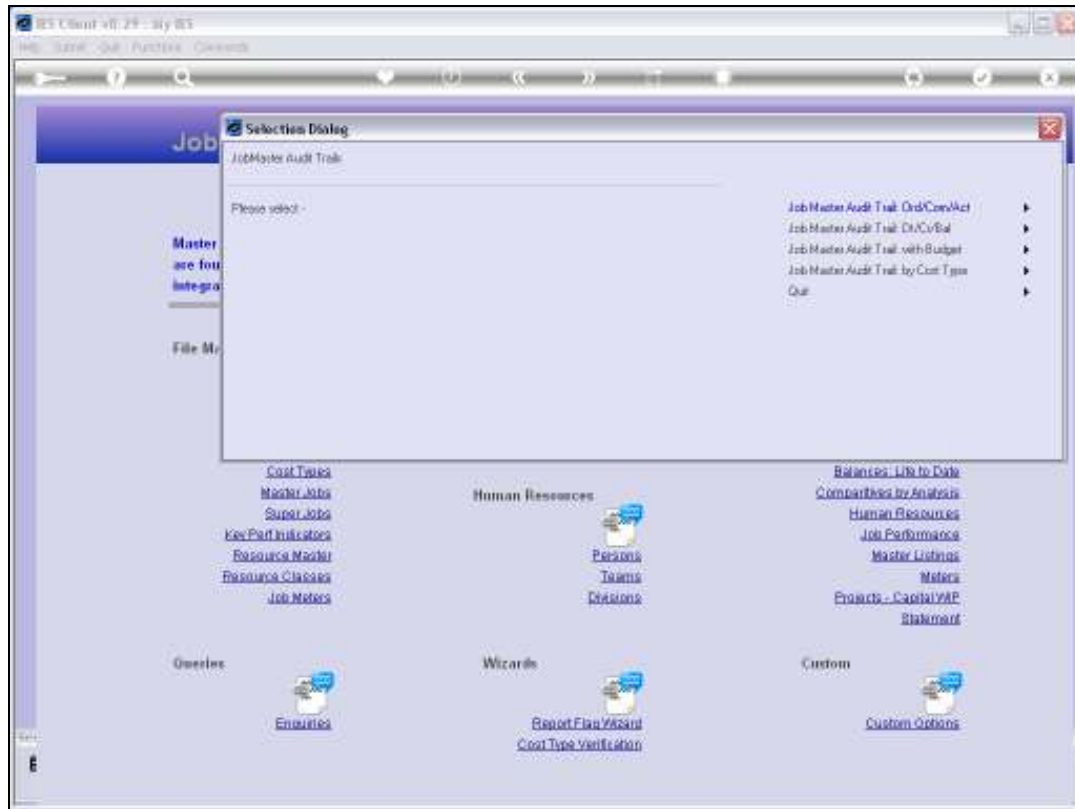 IES Client v8.29 : My IES
Help Submit Quit Functions Commands
Job
Selection Dialog
JobMaster Audit Trails
Please select -
Job Master Audit Trail: Ord/Com/Act
Job Master Audit Trail: Dt/Ct/Bal
Job Master Audit Trail: with Budget
Job Master Audit Trail: by Cost Type
Quit
Master
are fou
integra
File Ma
Cost Types
Master Jobs
Super Jobs
Key Perf Indicators
Resource Master
Resource Classes
Job Meters
Human Resources
Persons
Teams
Divisions
Balances: Life to Date
Comparitives by Analysis
Human Resources
Job Performance
Master Listings
Meters
Projects - Capital WIP
Statement
Queries
Enquiries
Wizards
Report Flag Wizard
Cost Type Verification
Custom
Custom Options